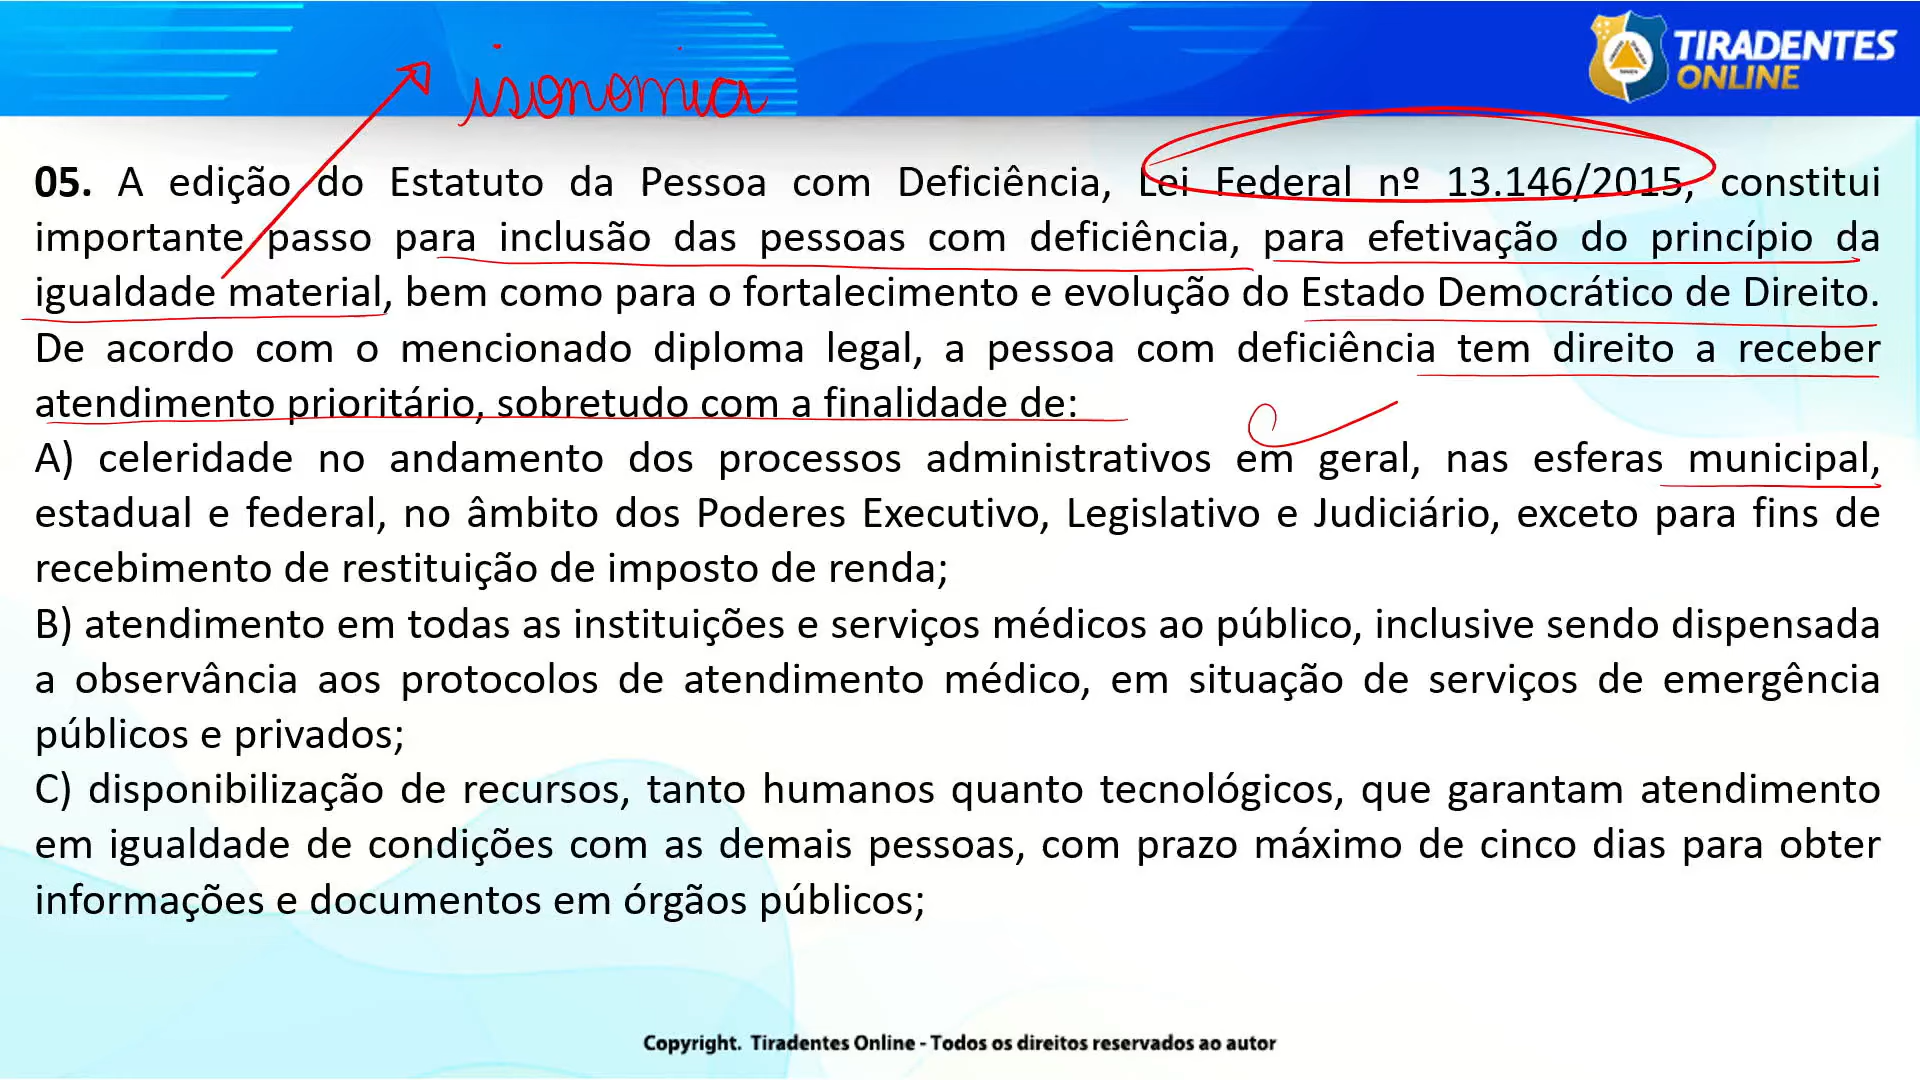 isonomia
TIRADENTES
ONLINE
05. A edição do Estatuto da Pessoa com Deficiência, Lei Federal nº 13.146/2015, constitui
importante passo para inclusão das pessoas com deficiência, para efetivação do princípio da
igualdade material, bem como para o fortalecimento e evolução do Estado Democrático de Direito.
De acordo com o mencionado diploma legal, a pessoa com deficiência tem direito a receber
atendimento prioritário, sobretudo com a finalidade de:
A) celeridade no andamento dos processos administrativos em geral, nas esferas municipal,
estadual e federal, no âmbito dos Poderes Executivo, Legislativo e Judiciário, exceto para fins de
recebimento de restituição de imposto de renda;
B) atendimento em todas as instituições e serviços médicos ao público, inclusive sendo dispensada
a observância aos protocolos de atendimento médico, em situação de serviços de emergência
públicos e privados;
C) disponibilização de recursos, tanto humanos quanto tecnológicos, que garantam atendimento
em igualdade de condições com as demais pessoas, com prazo máximo de cinco dias para obter
informações e documentos em órgãos públicos;
Copyright. Tiradentes Online - Todos os direitos reservados ao autor